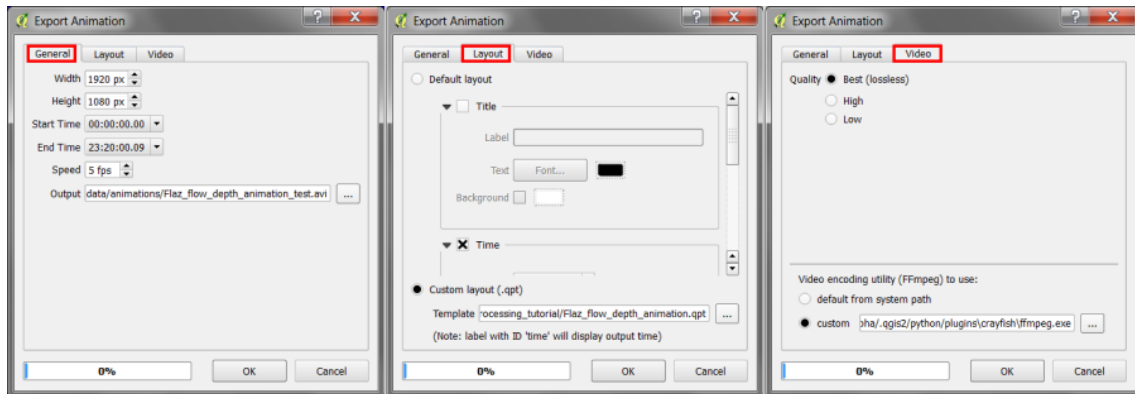 Export Animation
General Layout Video
Width 1920 px
Height 1080 px
Start Time 00:00:00.00
End Time 23:20:00.09
Speed 5 fps
Output data/animations/Flaz_flow_depth_animation_test.avi ...
0% OK Cancel
Export Animation
General Layout Video
Default layout
Title
Label
Text Font...
Background
Time
Custom layout (.qpt)
Template rocessing_tutorial/Flaz_flow_depth_animation.qpt ...
(Note: label with ID 'time' will display output time)
0% OK Cancel
Export Animation
General Layout Video
Quality Best (lossless)
High
Low
Video encoding utility (FFmpeg) to use:
default from system path
custom pha/.qgis2/python/plugins\crayfish\ffmpeg.exe ...
0% OK Cancel